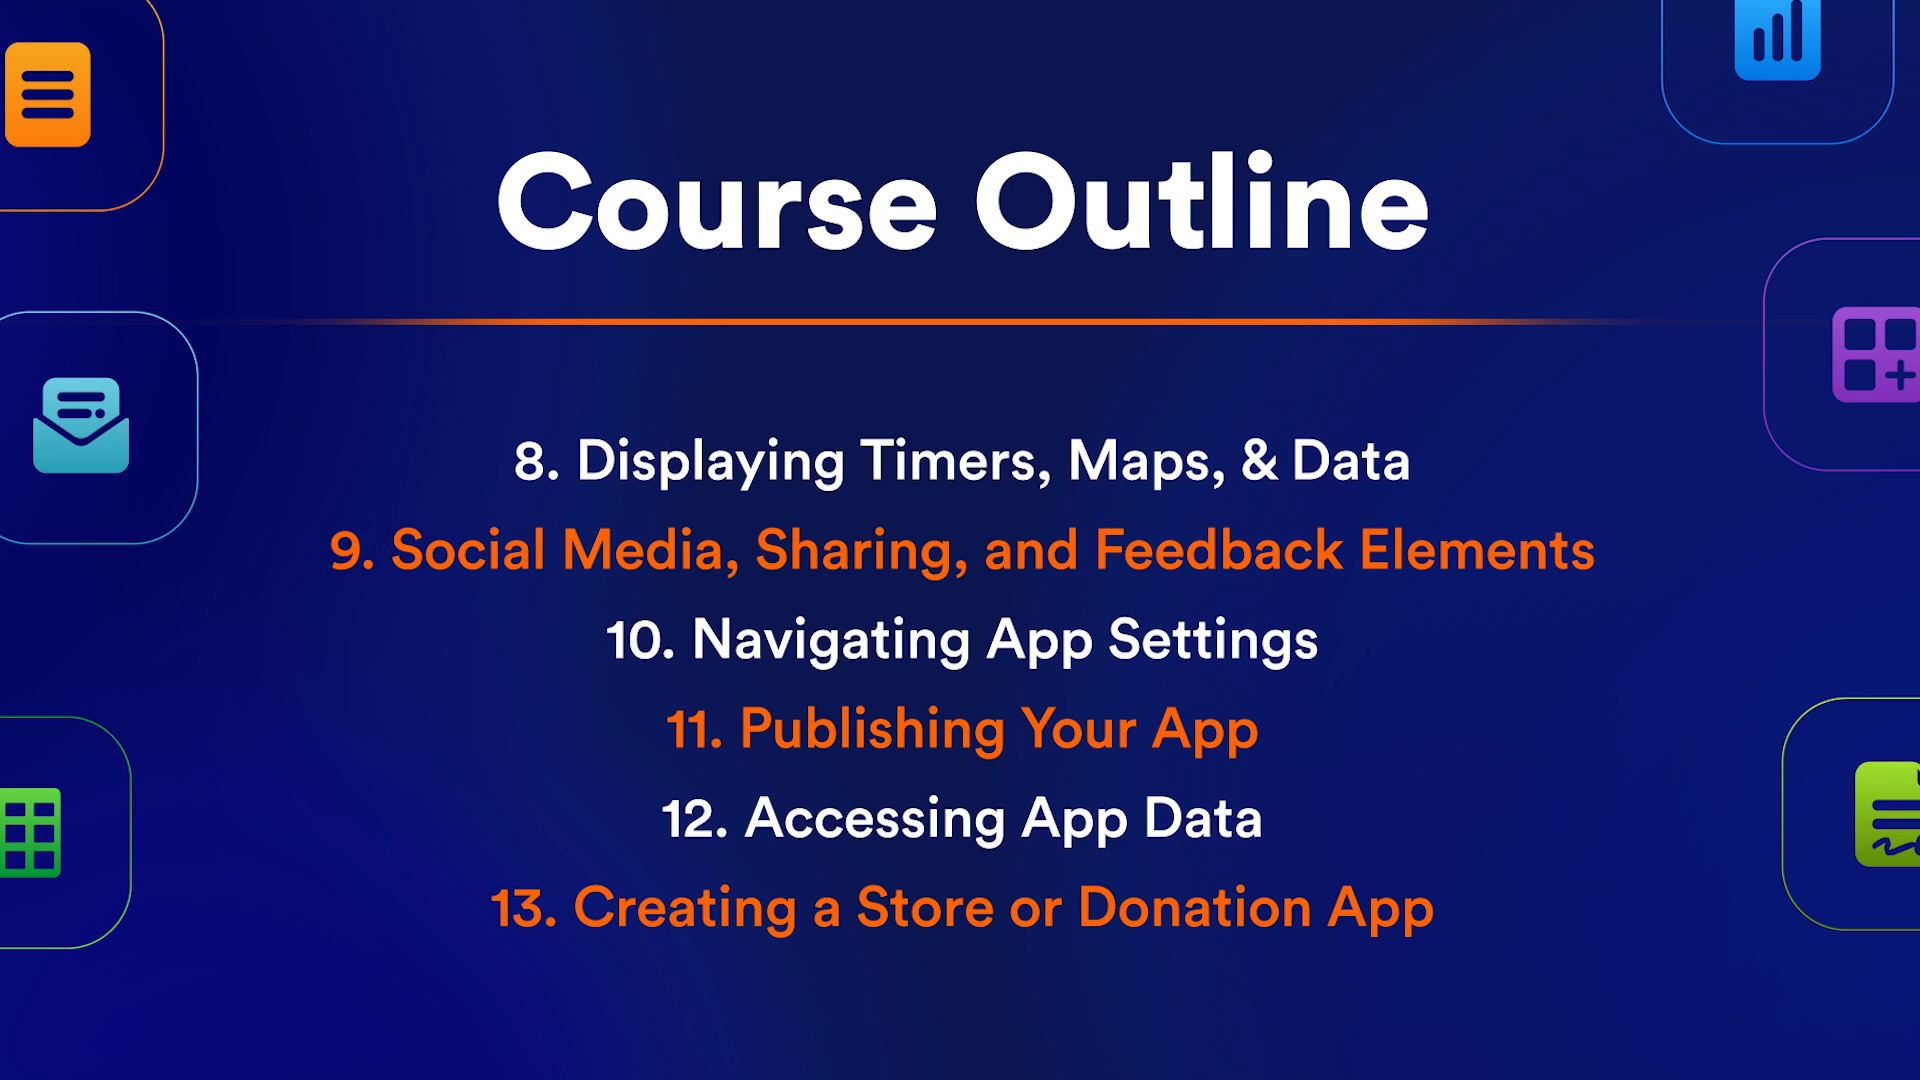 Course Outline
8. Displaying Timers, Maps, & Data
9. Social Media, Sharing, and Feedback Elements
10. Navigating App Settings
11. Publishing Your App
12. Accessing App Data
13. Creating a Store or Donation App